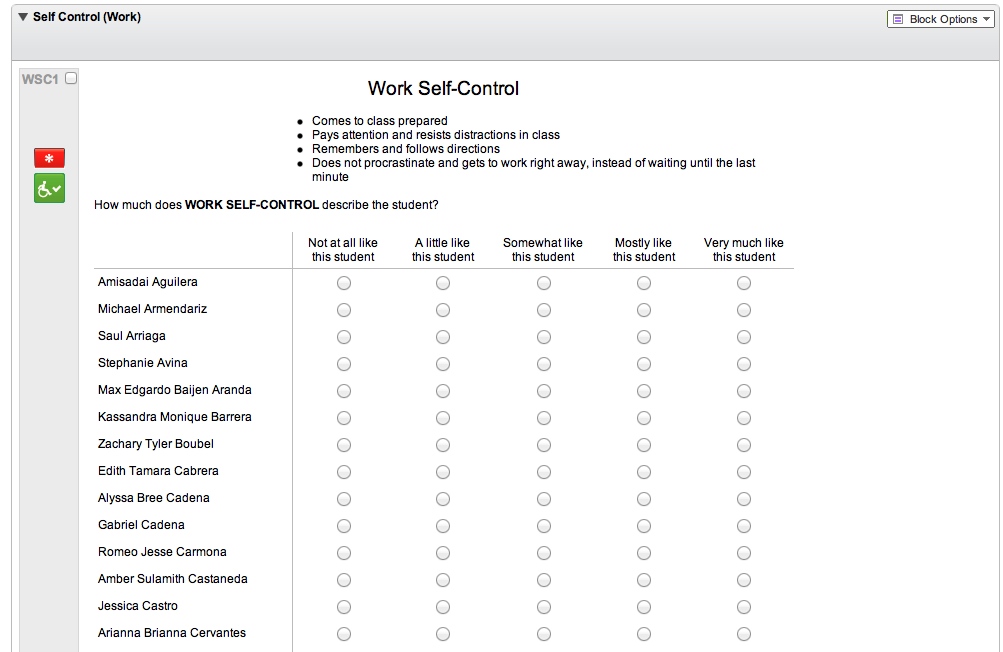 Self Control (Work)
Block Options
WSC1
Work Self-Control
Comes to class prepared
Pays attention and resists distractions in class
Remembers and follows directions
Does not procrastinate and gets to work right away, instead of waiting until the last
minute
*
How much does WORK SELF-CONTROL describe the student?
Not at all like this student
A little like this student
Somewhat like this student
Mostly like this student
Very much like this student
Amisadai Aguilera
Michael Armendariz
Saul Arriaga
Stephanie Avina
Max Edgardo Baijen Aranda
Kassandra Monique Barrera
Zachary Tyler Boubel
Edith Tamara Cabrera
Alyssa Bree Cadena
Gabriel Cadena
Romeo Jesse Carmona
Amber Sulamith Castaneda
Jessica Castro
Arianna Brianna Cervantes